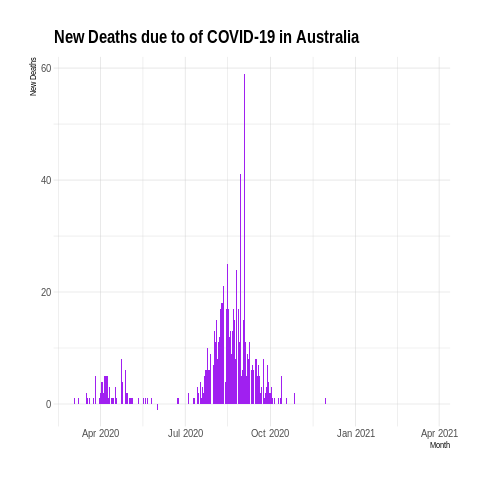 New Deaths due to of COVID-19 in Australia
New Deaths
60
40
20
0
Apr 2020 Jul 2020 Oct 2020 Jan 2021 Apr 2021
Month